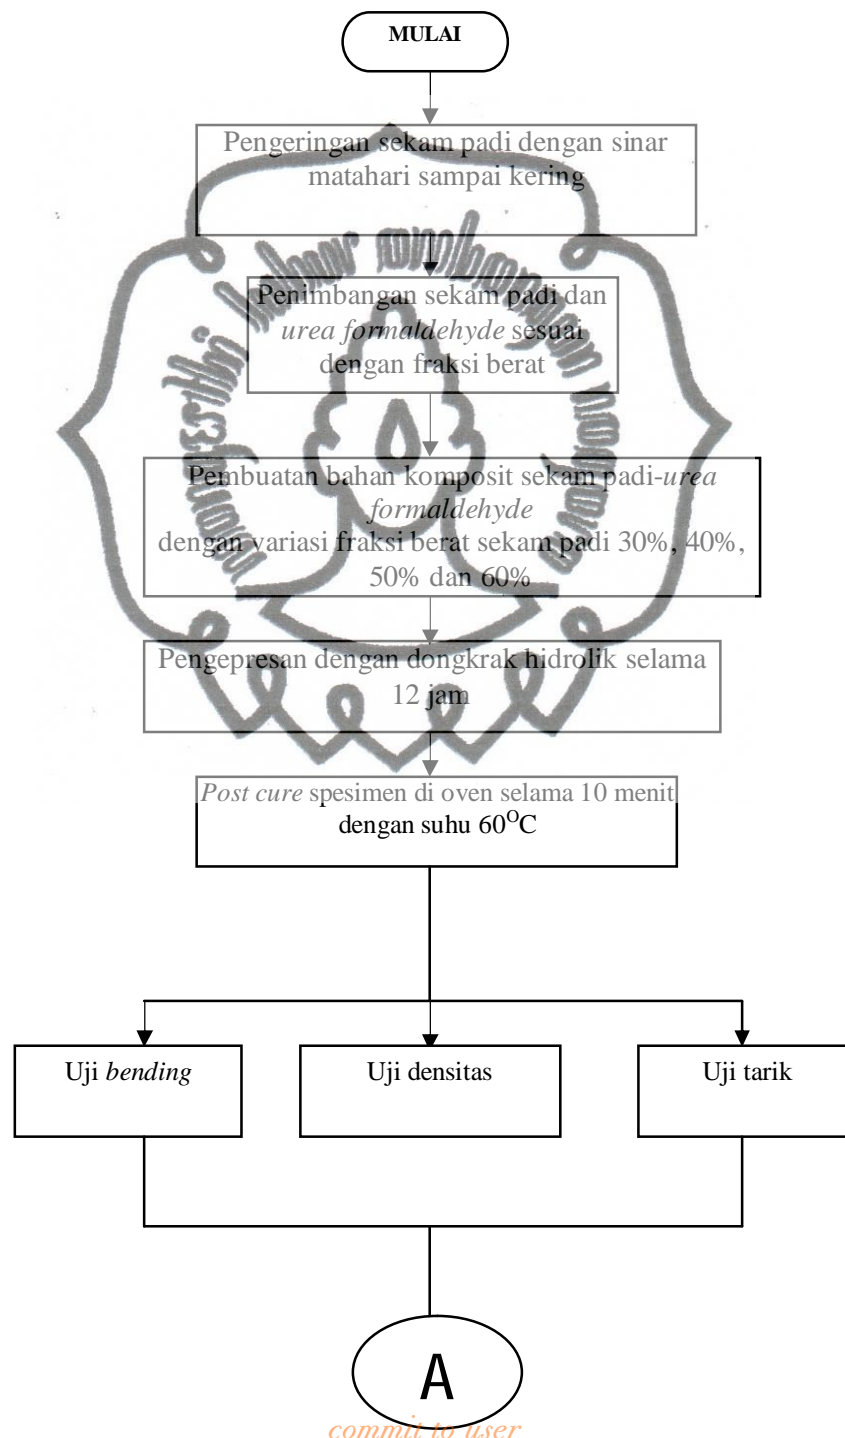 MULAI
Pengeringan sekam padi dengan sinar
matahari sampai kering
Penimbangan sekam padi dan
urea formaldehyde sesuai
dengan fraksi berat
Pembuatan bahan komposit sekam padi-urea
formaldehyde
dengan variasi fraksi berat sekam padi 30%, 40%,
50% dan 60%
Pengepresan dengan dongkrak hidrolik selama
12 jam
Post cure spesimen di oven selama 10 menit
dengan suhu 60ᴼC
Uji bending
Uji densitas
Uji tarik
A
commit to user